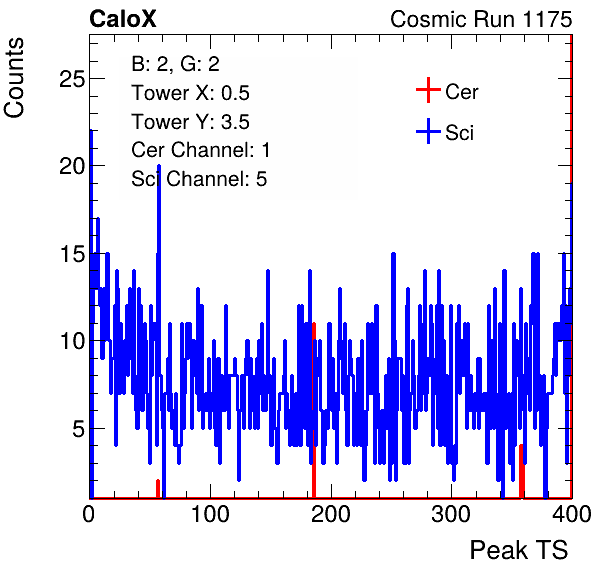 CaloX Cosmic Run 1175
Counts
B: 2, G: 2
Tower X: 0.5
Tower Y: 3.5
Cer Channel: 1
Sci Channel: 5
Cer
Sci
25
20
15
10
5
0 100 200 300 400
Peak TS